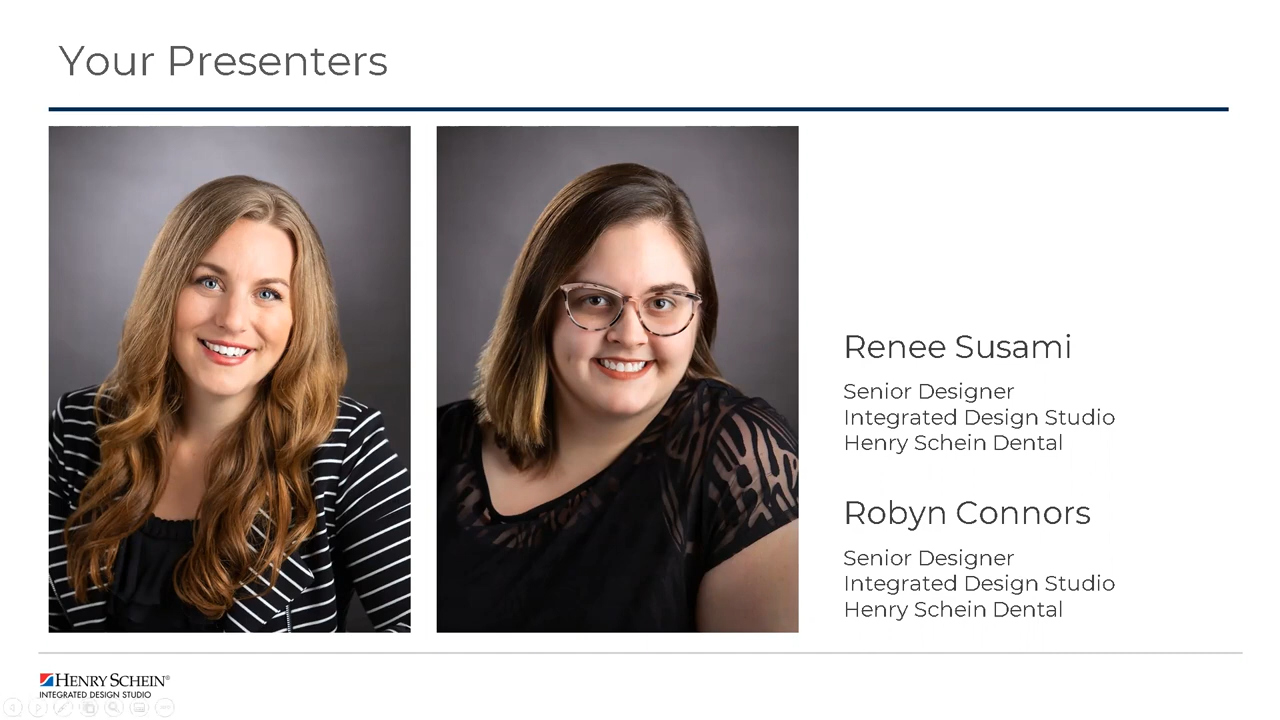 Your Presenters
Renee Susami
Senior Designer
Integrated Design Studio
Henry Schein Dental
Robyn Connors
Senior Designer
Integrated Design Studio
Henry Schein Dental
HENRY SCHEIN®
INTEGRATED DESIGN STUDIO